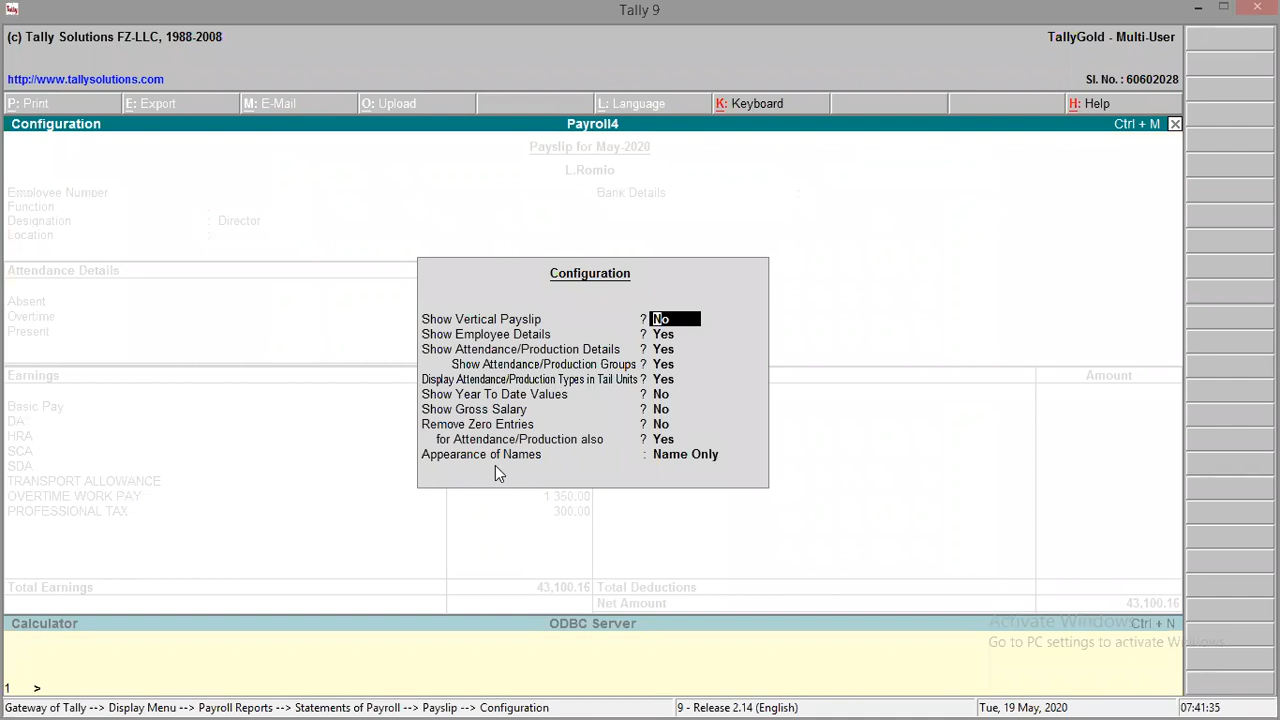 Tally
Tally 9
(c) Tally Solutions FZ-LLC, 1988-2008
TallyGold - Multi-User
http://www.tallysolutions.com
Sl. No. : 60602028
P: Print
E: Export
M: E-Mail
O: Upload
L: Language
K: Keyboard
H: Help
Configuration
Payroll4
Ctrl + M
Payslip for May-2020
L.Romio
Employee Number
Bank Details :
Function
Designation : Director
Location :
Attendance Details
Absent
Overtime
Present
Configuration
Show Vertical Payslip ? No
Show Employee Details ? Yes
Show Attendance/Production Details ? Yes
Show Attendance/Production Groups ? Yes
Display Attendance/Production Types in Tail Units ? Yes
Show Year To Date Values ? No
Show Gross Salary ? No
Remove Zero Entries ? No
for Attendance/Production also ? Yes
Appearance of Names : Name Only
Earnings
Amount
Basic Pay
DA
HRA
SCA
SDA
TRANSPORT ALLOWANCE
OVERTIME WORK PAY 1 350.00
PROFESSIONAL TAX 300.00
Total Earnings 43,100.16 Total Deductions
Net Amount 43,100.16
Calculator
ODBC Server
Ctrl + N
Activate Windows
Go to PC settings to activate Windows.
1 >
Gateway of Tally --> Display Menu --> Payroll Reports --> Statements of Payroll --> Payslip --> Configuration
9 - Release 2.14 (English)
Tue, 19 May, 2020
07:41:35